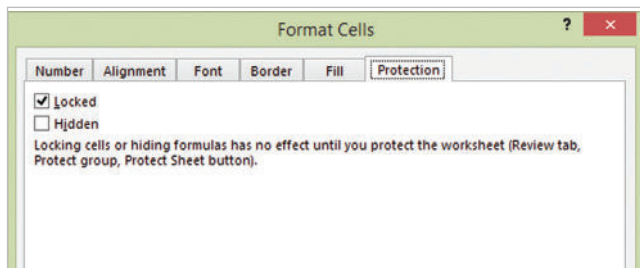 Format Cells ? ×
Number Alignment Font Border Fill Protection
Locked
Hidden
Locking cells or hiding formulas has no effect until you protect the worksheet (Review tab,
Protect group, Protect Sheet button).